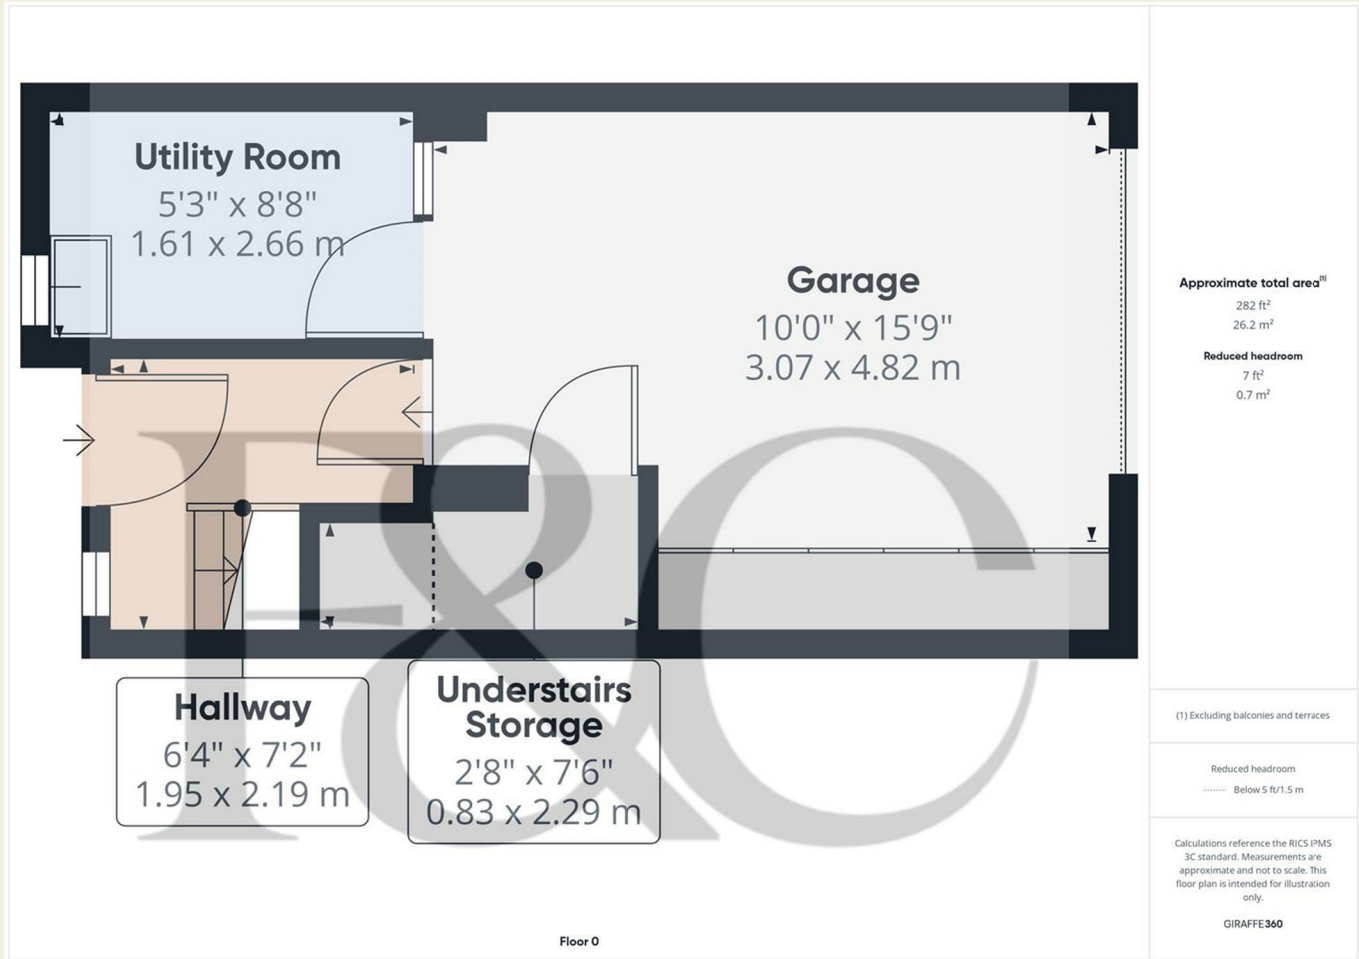 Utility Room
5'3" x 8'8"
1.61 x 2.66 m
Garage
10'0" x 15'9"
3.07 x 4.82 m
Hallway
6'4" x 7'2"
1.95 x 2.19 m
Understairs
Storage
2'8" x 7'6"
0.83 x 2.29 m
F&C
Floor 0
Approximate total area(1)
282 ft²
26.2 m²
Reduced headroom
7 ft²
0.7 m²
(1) Excluding balconies and terraces
Reduced headroom
Below 5 ft/1.5 m
Calculations reference the RICS IPMS
3C standard. Measurements are
approximate and not to scale. This
floor plan is intended for illustration
only.
GIRAFFE360